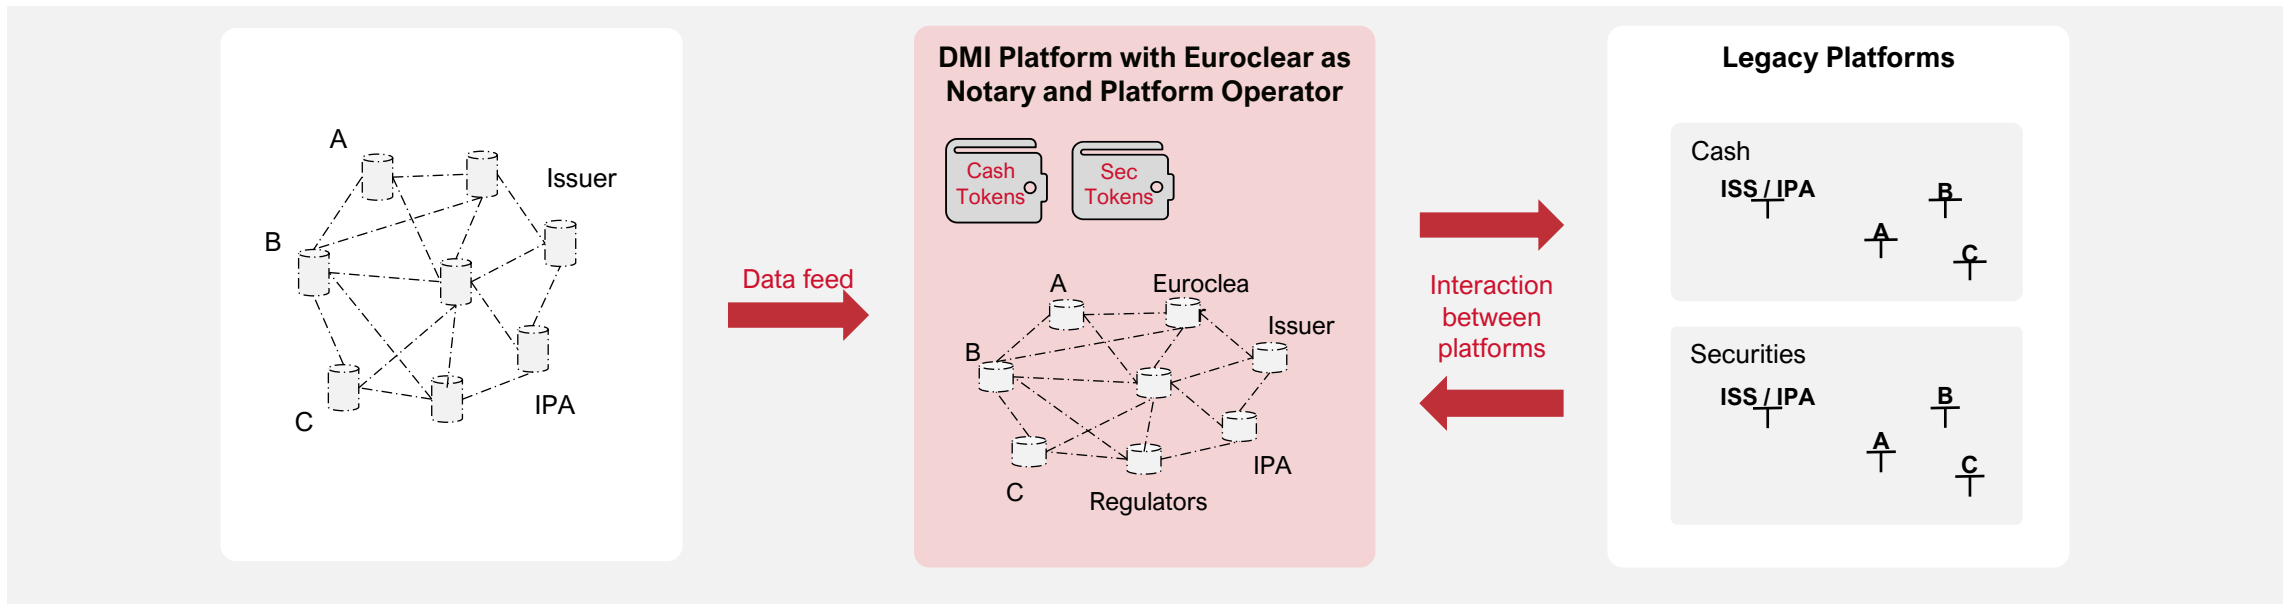 A
Issuer
B
C
IPA
Data feed
DMI Platform with Euroclear as
Notary and Platform Operator
Cash
Tokens
Sec
Tokens
A
Euroclea
r
Issuer
B
C
IPA
Regulators
Interaction
between
platforms
Legacy Platforms
Cash
ISS / IPA
B
A
C
Securities
ISS / IPA
B
A
C